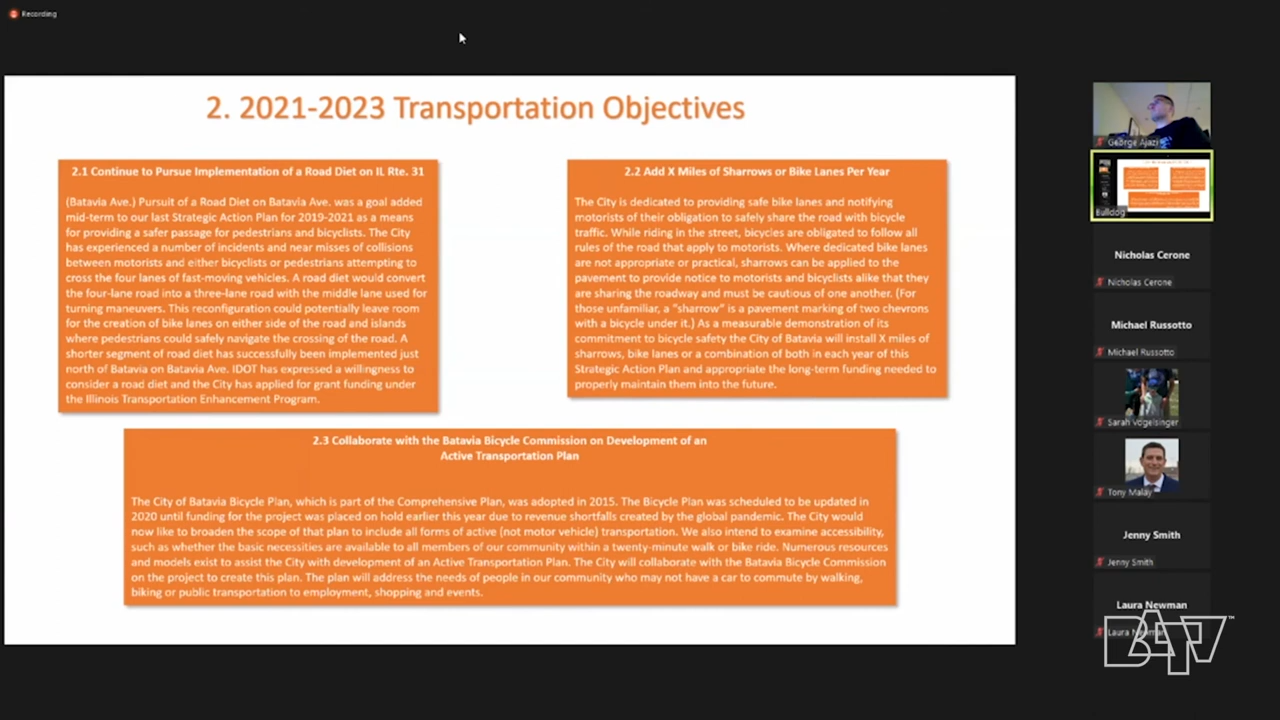 Recording
2. 2021-2023 Transportation Objectives
2.1 Continue to Pursue Implementation of a Road Diet on IL Rte. 31
(Batavia Ave.) Pursuit of a Road Diet on Batavia Ave. was a goal added
mid-term to our last Strategic Action Plan for 2019-2021 as a means
for providing a safer passage for pedestrians and bicyclists. The City
has experienced a number of incidents and near misses of collisions
between motorists and either bicyclists or pedestrians attempting to
cross the four lanes of fast-moving vehicles. A road diet would convert
the four-lane road into a three-lane road with the middle lane used for
turning maneuvers. This reconfiguration could potentially leave room
for the creation of bike lanes on either side of the road and islands
where pedestrians could safely navigate the crossing of the road. A
shorter segment of road diet has successfully been implemented just
north of Batavia on Batavia Ave. IDOT has expressed a willingness to
consider a road diet and the City has applied for grant funding under
the Illinois Transportation Enhancement Program.
2.2 Add X Miles of Sharrows or Bike Lanes Per Year
The City is dedicated to providing safe bike lanes and notifying
motorists of their obligation to safely share the road with bicycle
traffic. While riding in the street, bicycles are obligated to follow all
rules of the road that apply to motorists. Where dedicated bike lanes
are not appropriate or practical, sharrows can be applied to the
pavement to provide notice to motorists and bicyclists alike that they
are sharing the roadway and must be cautious of one another. (For
those unfamiliar, a "sharrow" is a pavement marking of two chevrons
with a bicycle under it.) As a measurable demonstration of its
commitment to bicycle safety the City of Batavia will install X miles of
sharrows, bike lanes or a combination of both in each year of this
Strategic Action Plan and appropriate the long-term funding needed to
properly maintain them into the future.
2.3 Collaborate with the Batavia Bicycle Commission on Development of an
Active Transportation Plan
The City of Batavia Bicycle Plan, which is part of the Comprehensive Plan, was adopted in 2015. The Bicycle Plan was scheduled to be updated in
2020 until funding for the project was placed on hold earlier this year due to revenue shortfalls created by the global pandemic. The City would
now like to broaden the scope of that plan to include all forms of active (not motor vehicle) transportation. We also intend to examine accessibility,
such as whether the basic necessities are available to all members of our community within a twenty-minute walk or bike ride. Numerous resources
and models exist to assist the City with development of an Active Transportation Plan. The City will collaborate with the Batavia Bicycle Commission
on the project to create this plan. The plan will address the needs of people in our community who may not have a car to commute by walking,
biking or public transportation to employment, shopping and events.
George Ajazi
Bulldog
Nicholas Cerone
Nicholas Cerone
Michael Russotto
Michael Russotto
Sarah Vogelsinger
Tony Malay
Jenny Smith
Jenny Smith
Laura Newman
Laura Newman
BATV™